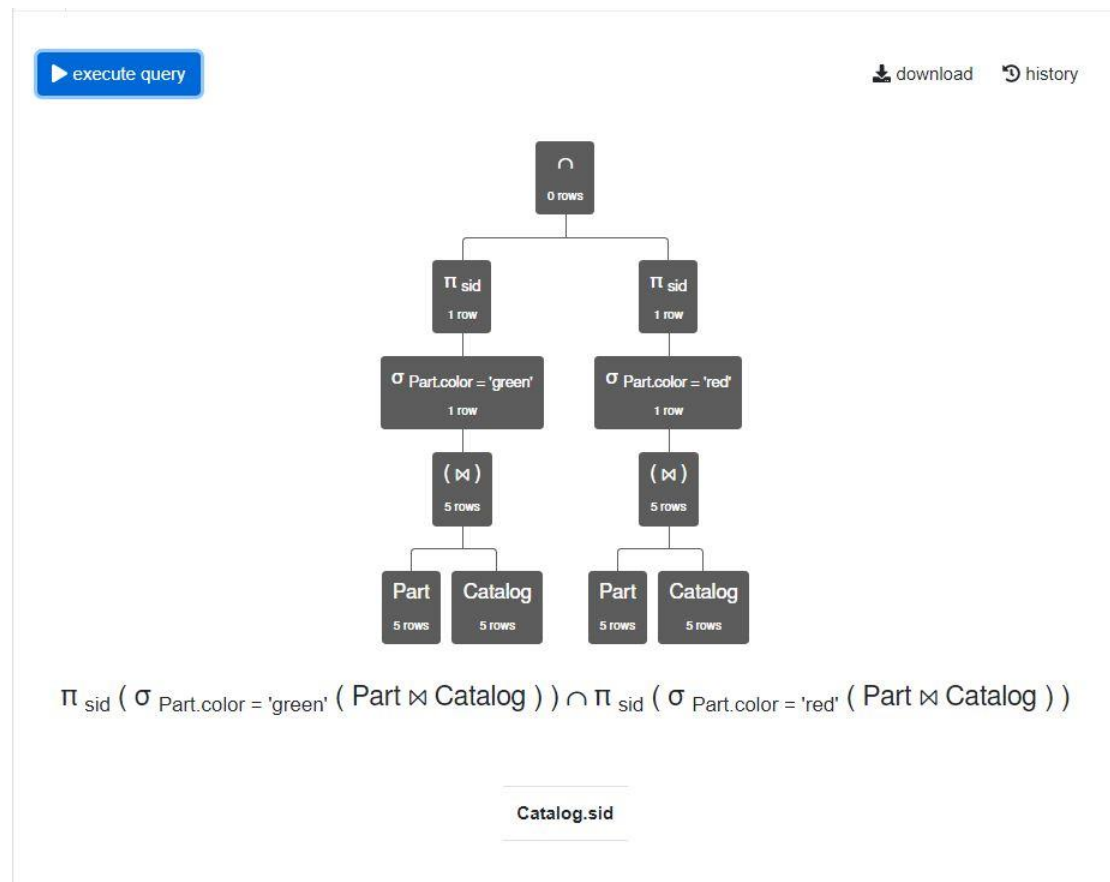 execute query
download
history
∩
0 rows
π sid
1 row
π sid
1 row
σ Part.color = 'green'
1 row
σ Part.color = 'red'
1 row
( ⋈ )
5 rows
( ⋈ )
5 rows
Part
5 rows
Catalog
5 rows
Part
5 rows
Catalog
5 rows
π sid ( σ Part.color = 'green' ( Part ⋈ Catalog ) ) ∩ π sid ( σ Part.color = 'red' ( Part ⋈ Catalog ) )
Catalog.sid